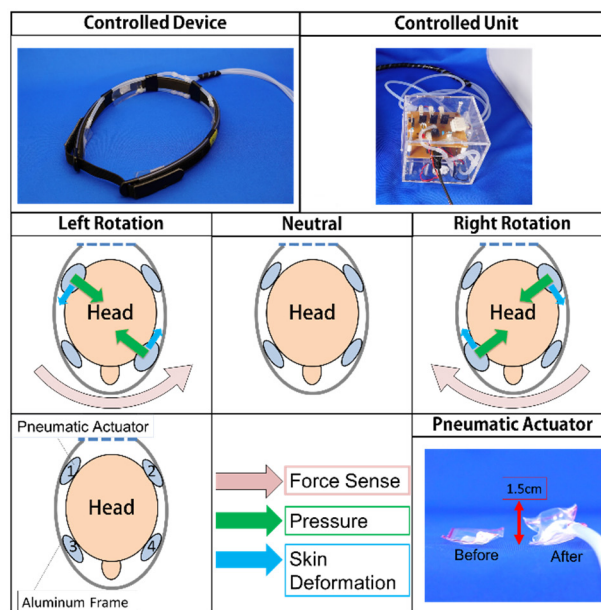 Controlled Device
Controlled Unit
Left Rotation
Neutral
Right Rotation
Head
Head
Head
Pneumatic Actuator
1
2
Head
3
4
Aluminum Frame
Force Sense
Pressure
Skin
Deformation
Pneumatic Actuator
1.5cm
Before
After